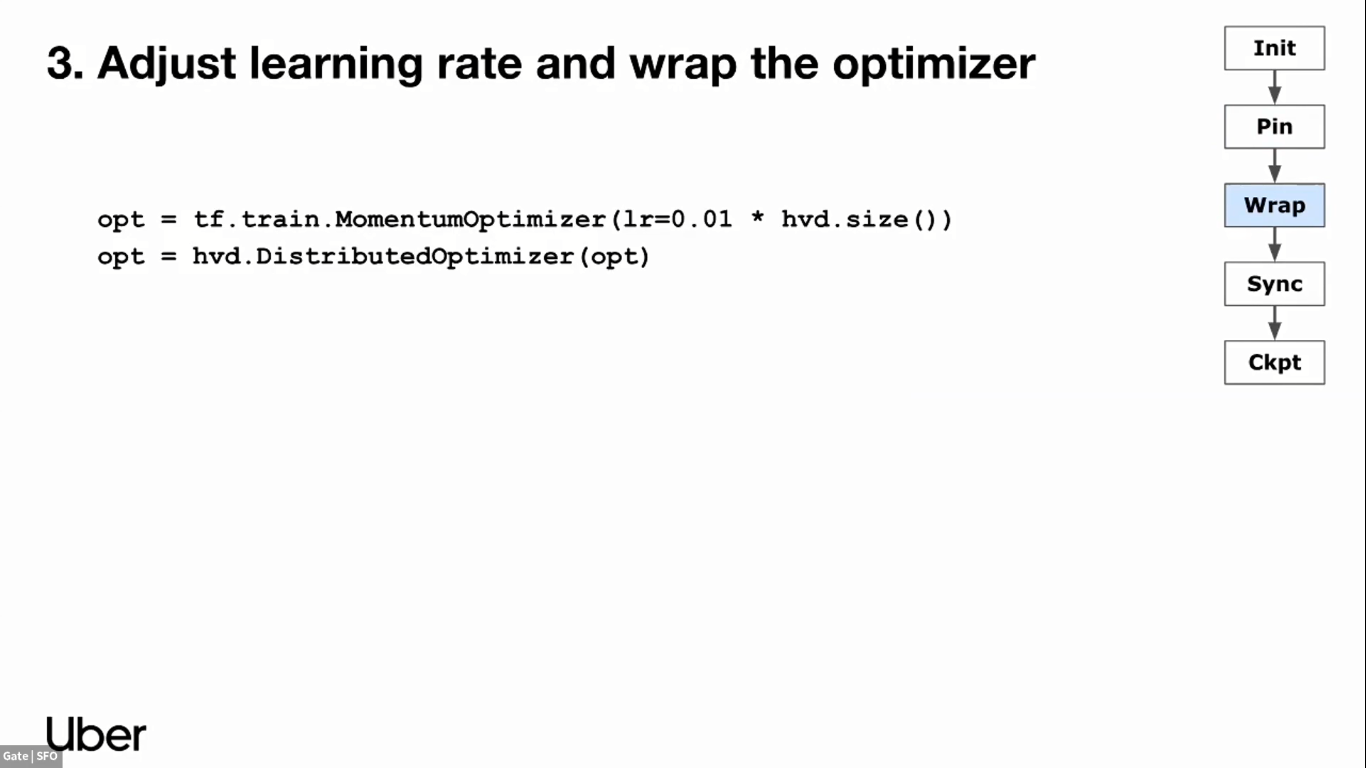 3. Adjust learning rate and wrap the optimizer
opt = tf.train.MomentumOptimizer(lr=0.01 * hvd.size())
opt = hvd.DistributedOptimizer(opt)
Init
Pin
Wrap
Sync
Ckpt
Uber
Gate | SFO